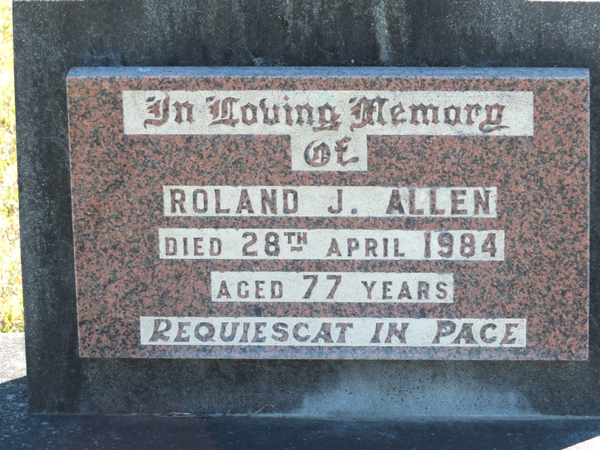 In Loving Memory
Of
ROLAND J. ALLEN
DIED 28TH APRIL 1984
AGED 77 YEARS
REQUIESCAT IN PACE